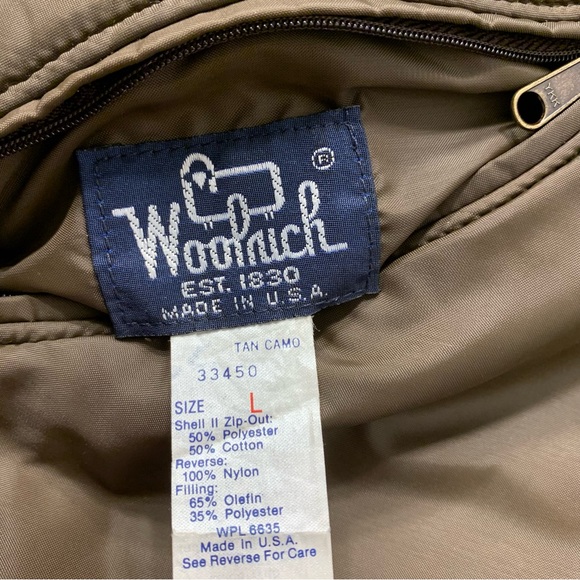 YKK
®
Woolrich
EST. 1830
MADE IN U.S.A.
TAN CAMO
33450
SIZE L
Shell II Zip-Out:
50% Polyester
50% Cotton
Reverse:
100% Nylon
Filling:
65% Olefin
35% Polyester
WPL 6635
Made in U.S.A.
See Reverse For Care